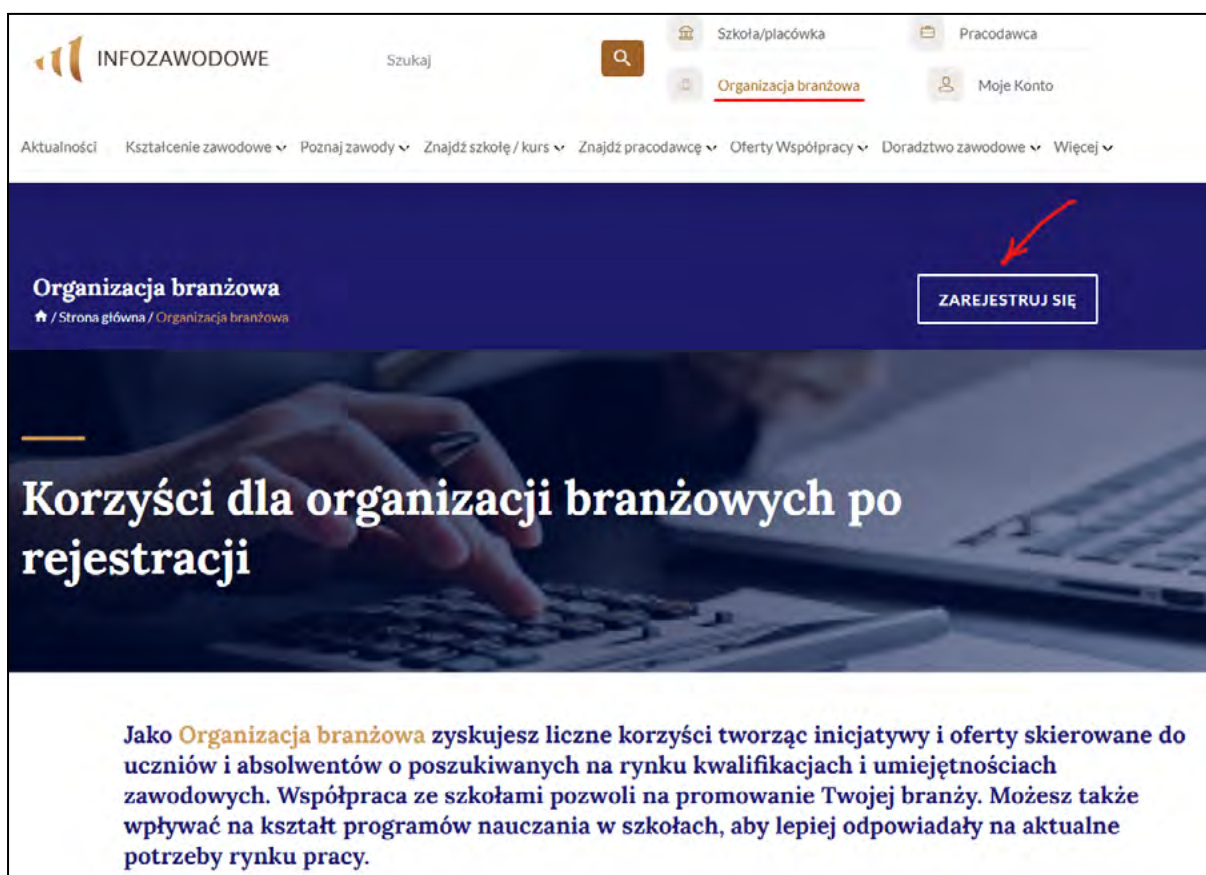 INFOZAWODOWE
Szukaj
Szkoła/placówka
Pracodawca
Organizacja branżowa
Moje Konto
Aktualności Kształcenie zawodowe Poznaj zawody Znajdź szkołę / kurs Znajdź pracodawcę Oferty Współpracy Doradztwo zawodowe Więcej
Organizacja branżowa
/ Strona główna / Organizacja branżowa
ZAREJESTRUJ SIĘ
Korzyści dla organizacji branżowych po
rejestracji
Jako Organizacja branżowa zyskujesz liczne korzyści tworząc inicjatywy i oferty skierowane do
uczniów i absolwentów o poszukiwanych na rynku kwalifikacjach i umiejętnościach
zawodowych. Współpraca ze szkołami pozwoli na promowanie Twojej branży. Możesz także
wpływać na kształt programów nauczania w szkołach, aby lepiej odpowiadały na aktualne
potrzeby rynku pracy.